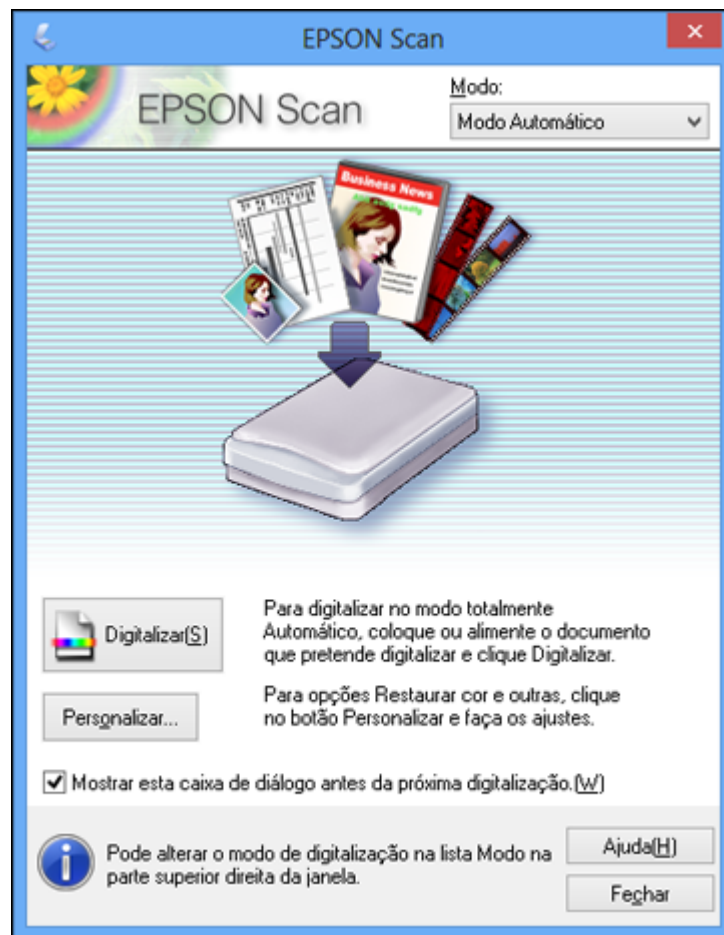 EPSON Scan
EPSON Scan
Modo:
Modo Automático
Business News
Digitalizar(S)
Para digitalizar no modo totalmente
Automático, coloque ou alimente o documento
que pretende digitalizar e clique Digitalizar.
Personalizar...
Para opções Restaurar cor e outras, clique
no botão Personalizar e faça os ajustes.
Mostrar esta caixa de diálogo antes da próxima digitalização.(W)
Pode alterar o modo de digitalização na lista Modo na
parte superior direita da janela.
Ajuda(H)
Fechar